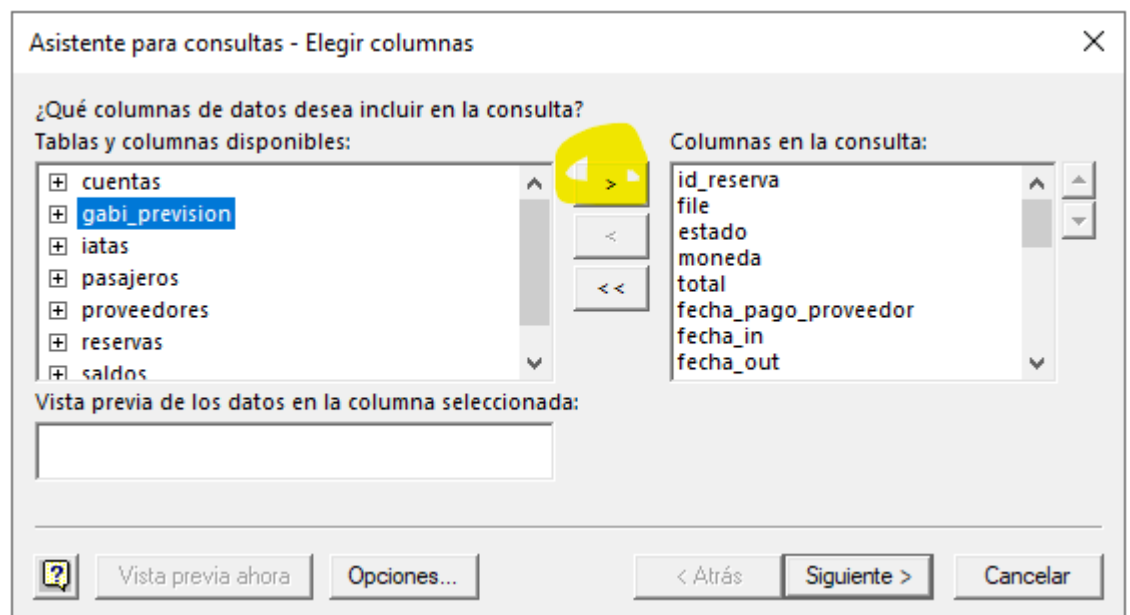 Asistente para consultas - Elegir columnas
¿Qué columnas de datos desea incluir en la consulta?
Tablas y columnas disponibles:
cuentas
gabi_prevision
iatas
pasajeros
proveedores
reservas
saldos
>
<
<<
Columnas en la consulta:
id_reserva
file
estado
moneda
total
fecha_pago_proveedor
fecha_in
fecha_out
Vista previa de los datos en la columna seleccionada:
Vista previa ahora
Opciones...
< Atrás
Siguiente >
Cancelar